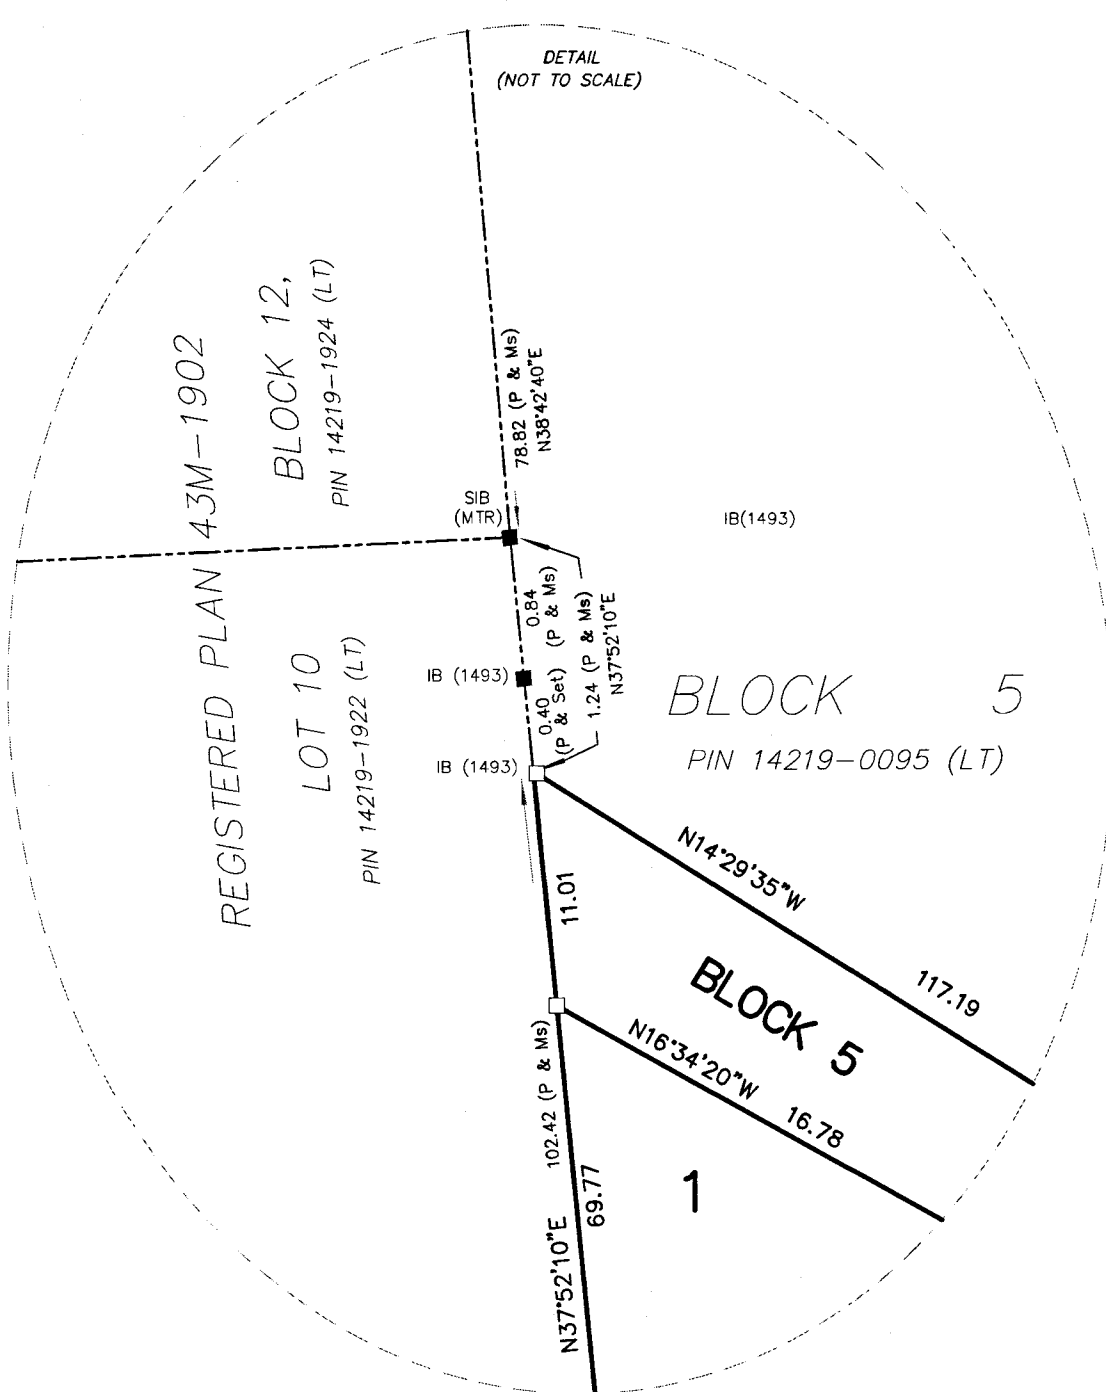 DETAIL
(NOT TO SCALE)
REGISTERED PLAN 43M-1902
BLOCK 12,
PIN 14219-1924 (LT)
78.82 (P & Ms)
N38°42'40"E
SIB
(MTR)
IB(1493)
LOT 10
PIN 14219-1922 (LT)
IB (1493)
0.84
(P & Ms)
0.40
(P & Set)
1.24 (P & Ms)
N37°52'10"E
IB (1493)
BLOCK 5
PIN 14219-0095 (LT)
11.01
N14°29'35"W
117.19
BLOCK 5
N16°34'20"W
16.78
102.42 (P & Ms)
1
N37°52'10"E
69.77